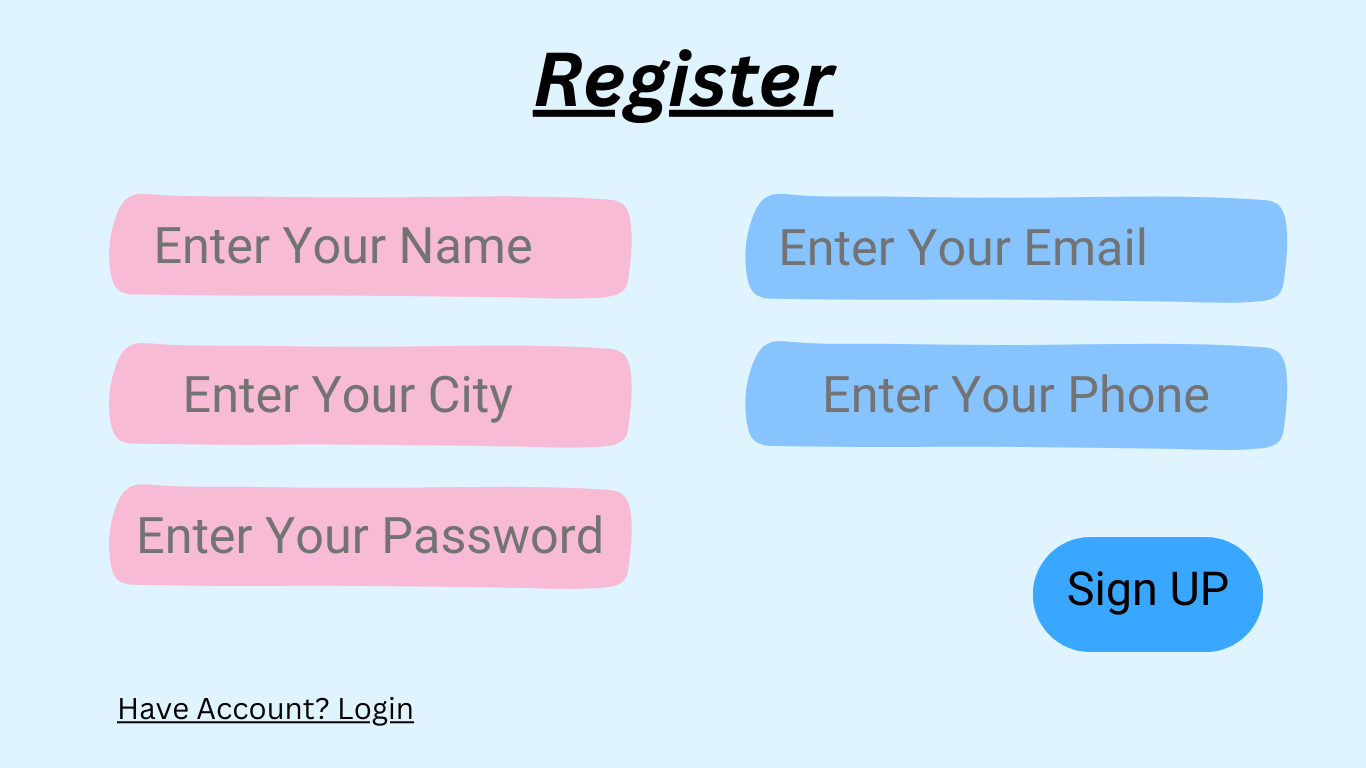 Register
Enter Your Name
Enter Your Email
Enter Your City
Enter Your Phone
Enter Your Password
Sign UP
Have Account? Login